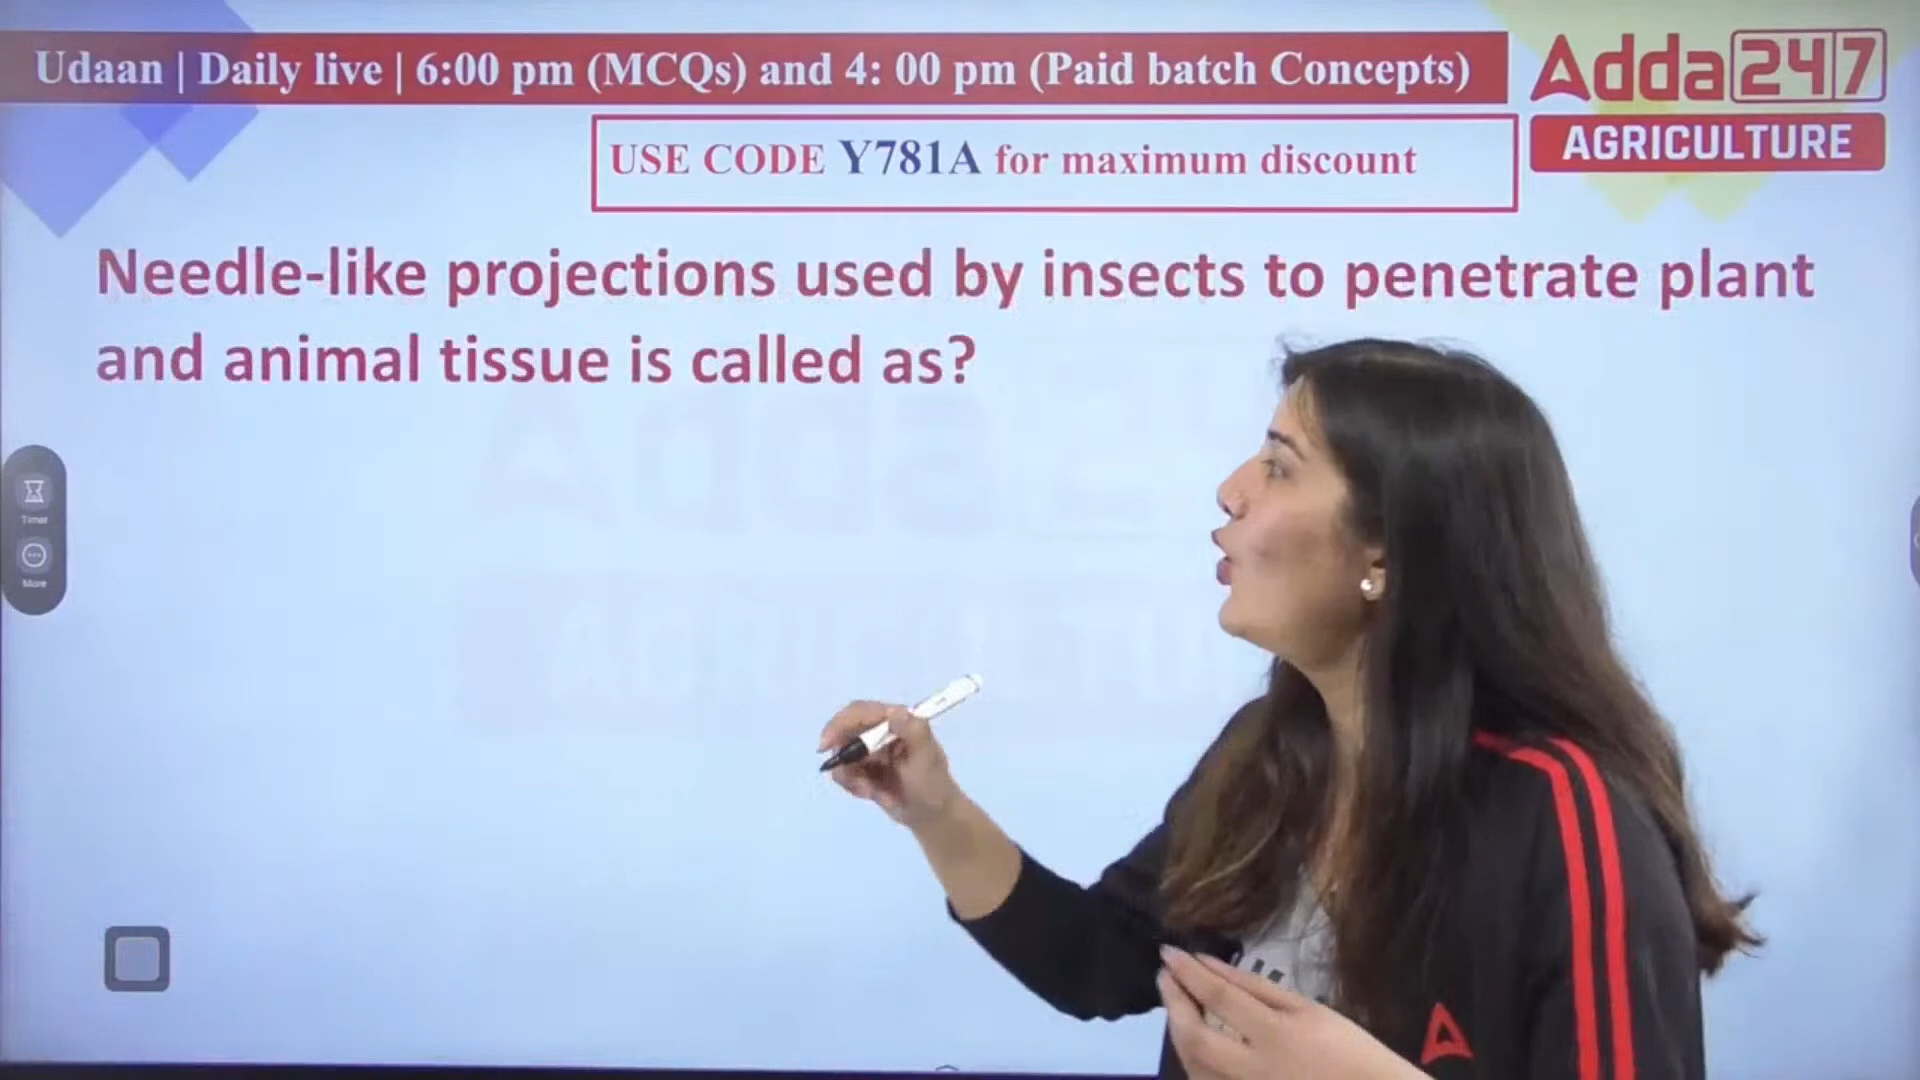 Udaan | Daily live | 6:00 pm (MCQs) and 4: 00 pm (Paid batch Concepts)
Adda247
AGRICULTURE
USE CODE Y781A for maximum discount
Needle-like projections used by insects to penetrate plant
and animal tissue is called as?
Timer
More